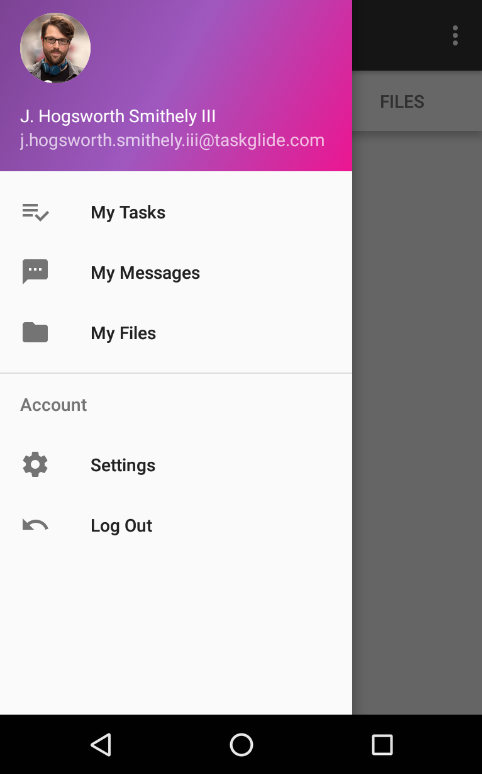 J. Hogsworth Smithely III
j.hogsworth.smithely.iii@taskglide.com
FILES
My Tasks
My Messages
My Files
Account
Settings
Log Out